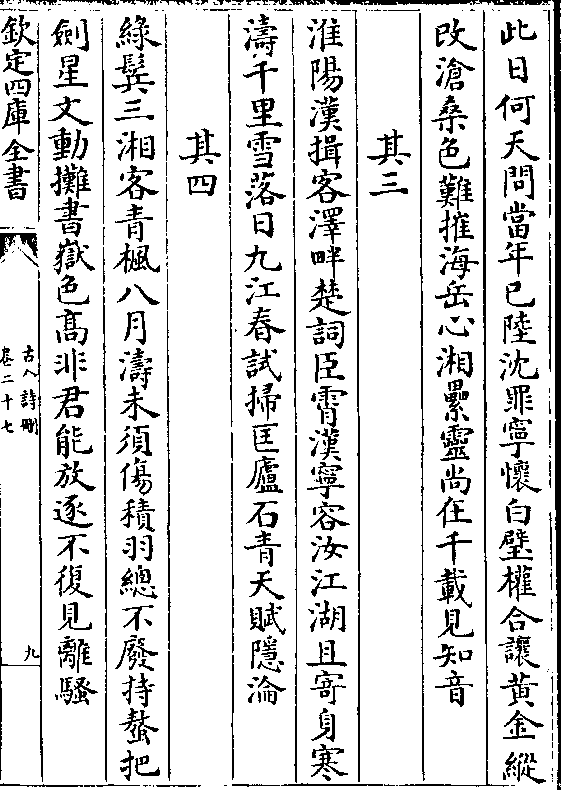 此日何天問當年已陸沈罪寧懷白璧權合讓黃金縱
改滄桑色難摧海岳心湘纍靈尚在千載見知音
其三
淮陽漢揖客澤畔楚詞臣霄漢寧容汝江湖且寄身寒
濤千里雪落日九江春試掃匡廬石青天賦隱淪
其四
綠鬂三湘客青楓八月濤未須傷積羽總不廢持螯把
劍星文動攤書嶽色髙非君能放逐不復見離騷
欽定四庫全書
古今詩刪
卷二十七
九